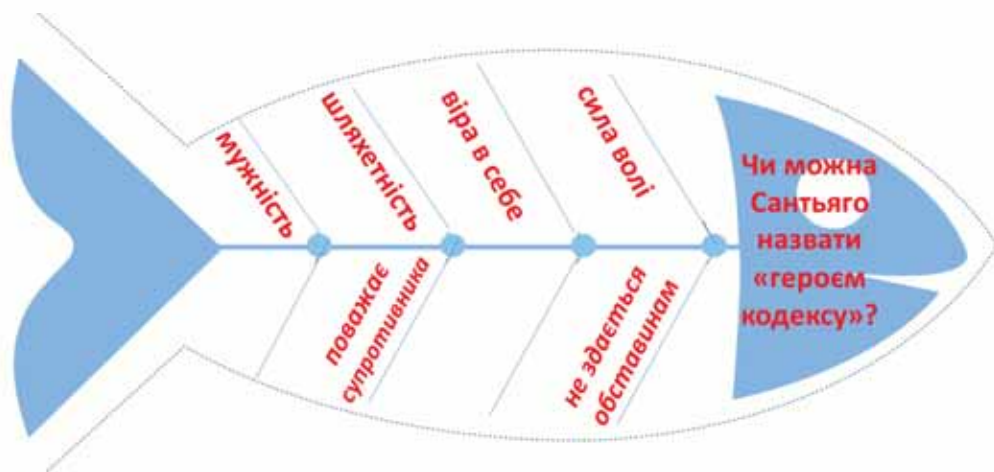 мужність
шляхетність
віра в себе
сила волі
поважає
супротивника
не здається
обставинам
Чи можна
Сантьяго
назвати
«героєм
кодексу»?